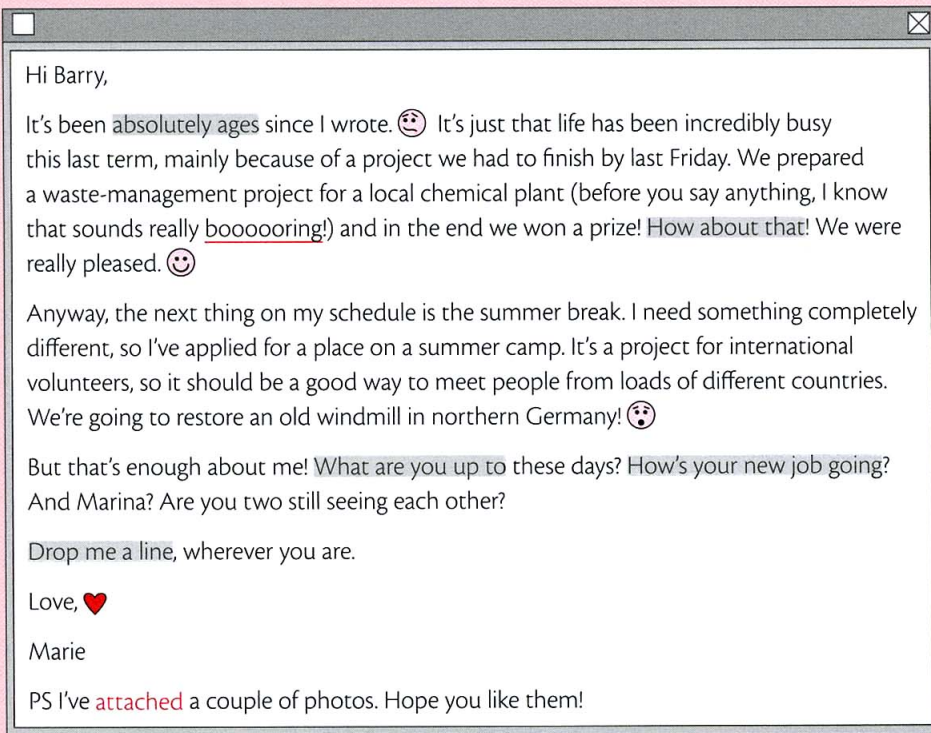 Hi Barry,
It's been absolutely ages since I wrote. It's just that life has been incredibly busy
this last term, mainly because of a project we had to finish by last Friday. We prepared
a waste-management project for a local chemical plant (before you say anything, I know
that sounds really boooooring!) and in the end we won a prize! How about that! We were
really pleased.
Anyway, the next thing on my schedule is the summer break. I need something completely
different, so I've applied for a place on a summer camp. It's a project for international
volunteers, so it should be a good way to meet people from loads of different countries.
We're going to restore an old windmill in northern Germany!
But that's enough about me! What are you up to these days? How's your new job going?
And Marina? Are you two still seeing each other?
Drop me a line, wherever you are.
Love,
Marie
PS I've attached a couple of photos. Hope you like them!